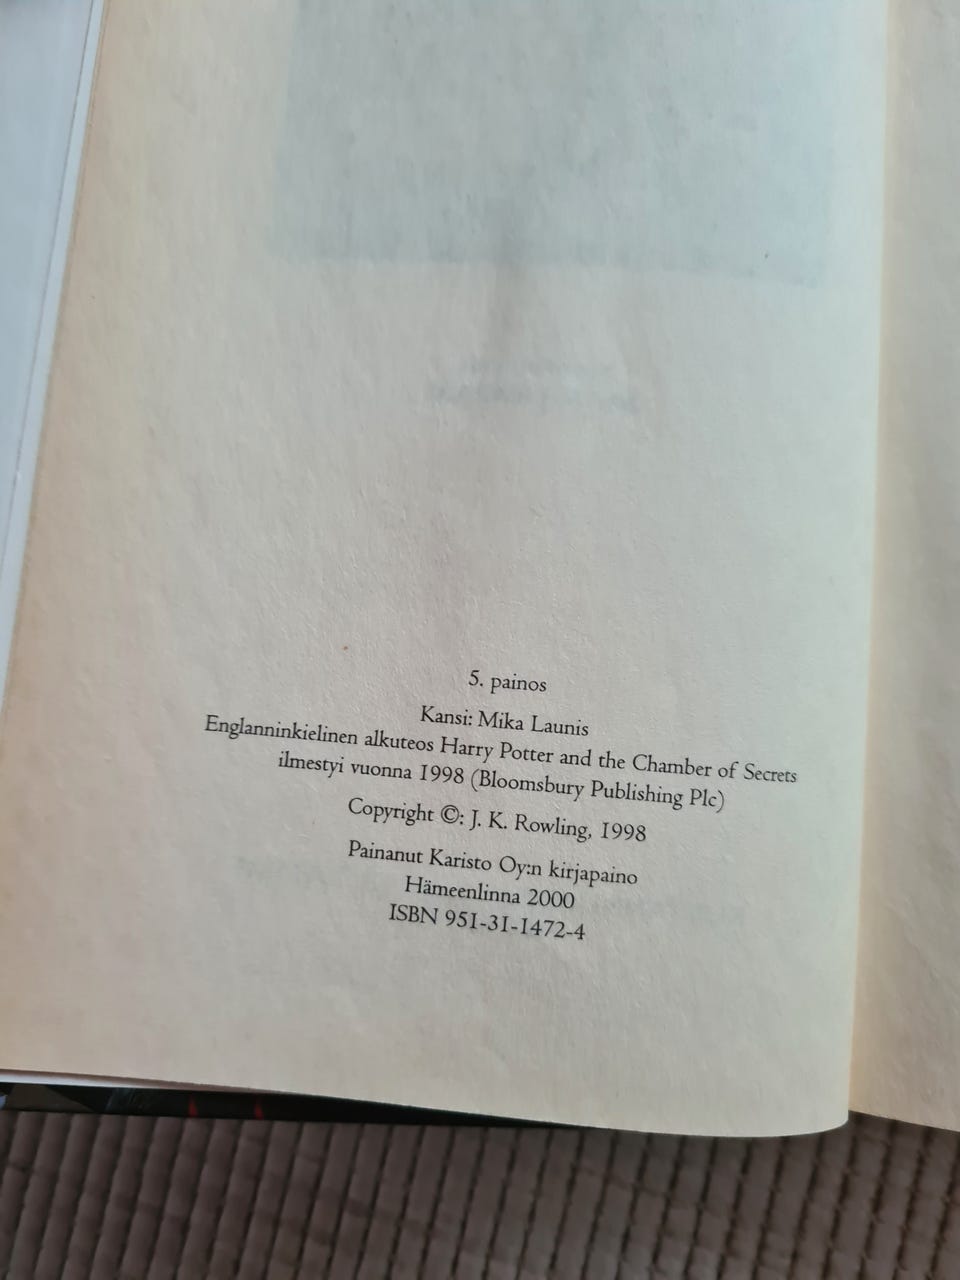 5. painos
Kansi: Mika Launis
Englanninkielinen alkuteos Harry Potter and the Chamber of Secrets
ilmestyi vuonna 1998 (Bloomsbury Publishing Plc)
Copyright ©: J. K. Rowling, 1998
Painanut Karisto Oy:n kirjapaino
Hämeenlinna 2000
ISBN 951-31-1472-4